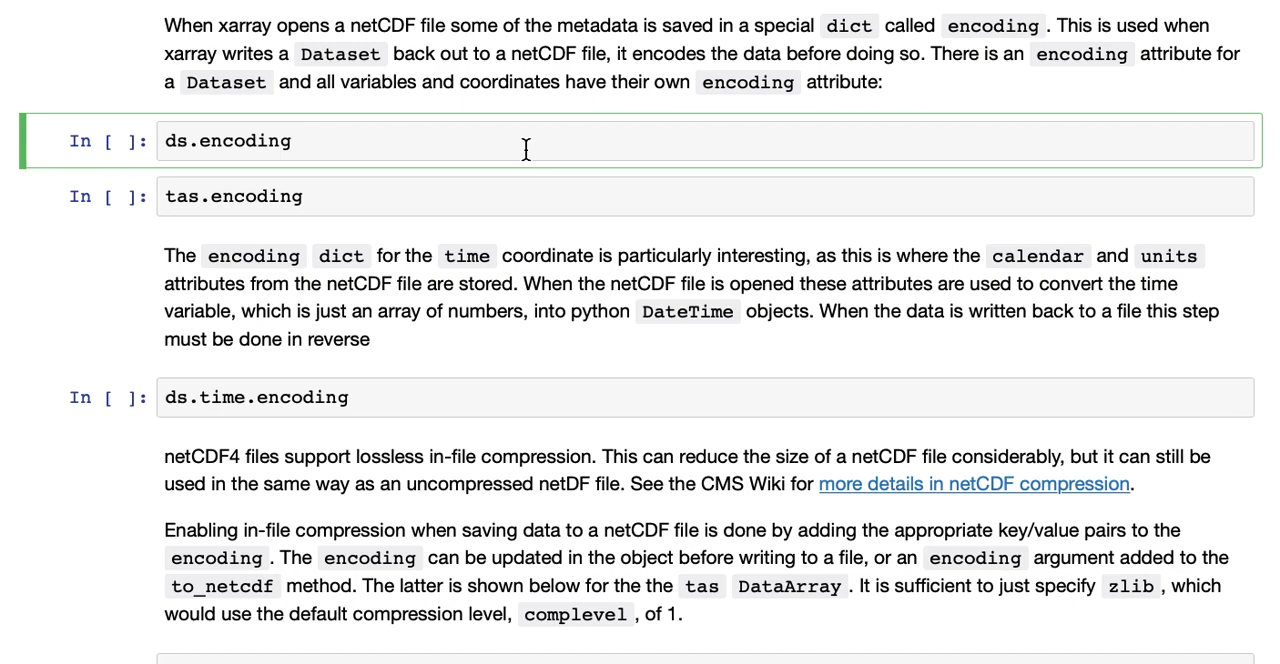 When xarray opens a netCDF file some of the metadata is saved in a special dict called encoding . This is used when
xarray writes a Dataset back out to a netCDF file, it encodes the data before doing so. There is an encoding attribute for
a Dataset and all variables and coordinates have their own encoding attribute:
In [ ]: ds.encoding
In [ ]: tas.encoding
The encoding dict for the time coordinate is particularly interesting, as this is where the calendar and units
attributes from the netCDF file are stored. When the netCDF file is opened these attributes are used to convert the time
variable, which is just an array of numbers, into python DateTime objects. When the data is written back to a file this step
must be done in reverse
In [ ]: ds.time.encoding
netCDF4 files support lossless in-file compression. This can reduce the size of a netCDF file considerably, but it can still be
used in the same way as an uncompressed netDF file. See the CMS Wiki for more details in netCDF compression.
Enabling in-file compression when saving data to a netCDF file is done by adding the appropriate key/value pairs to the
encoding . The encoding can be updated in the object before writing to a file, or an encoding argument added to the
to_netcdf method. The latter is shown below for the the tas DataArray . It is sufficient to just specify zlib , which
would use the default compression level, complevel , of 1.